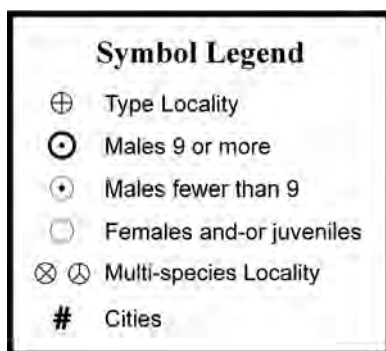 Symbol Legend
Type Locality
Males 9 or more
Males fewer than 9
Females and-or juveniles
Multi-species Locality
# Cities